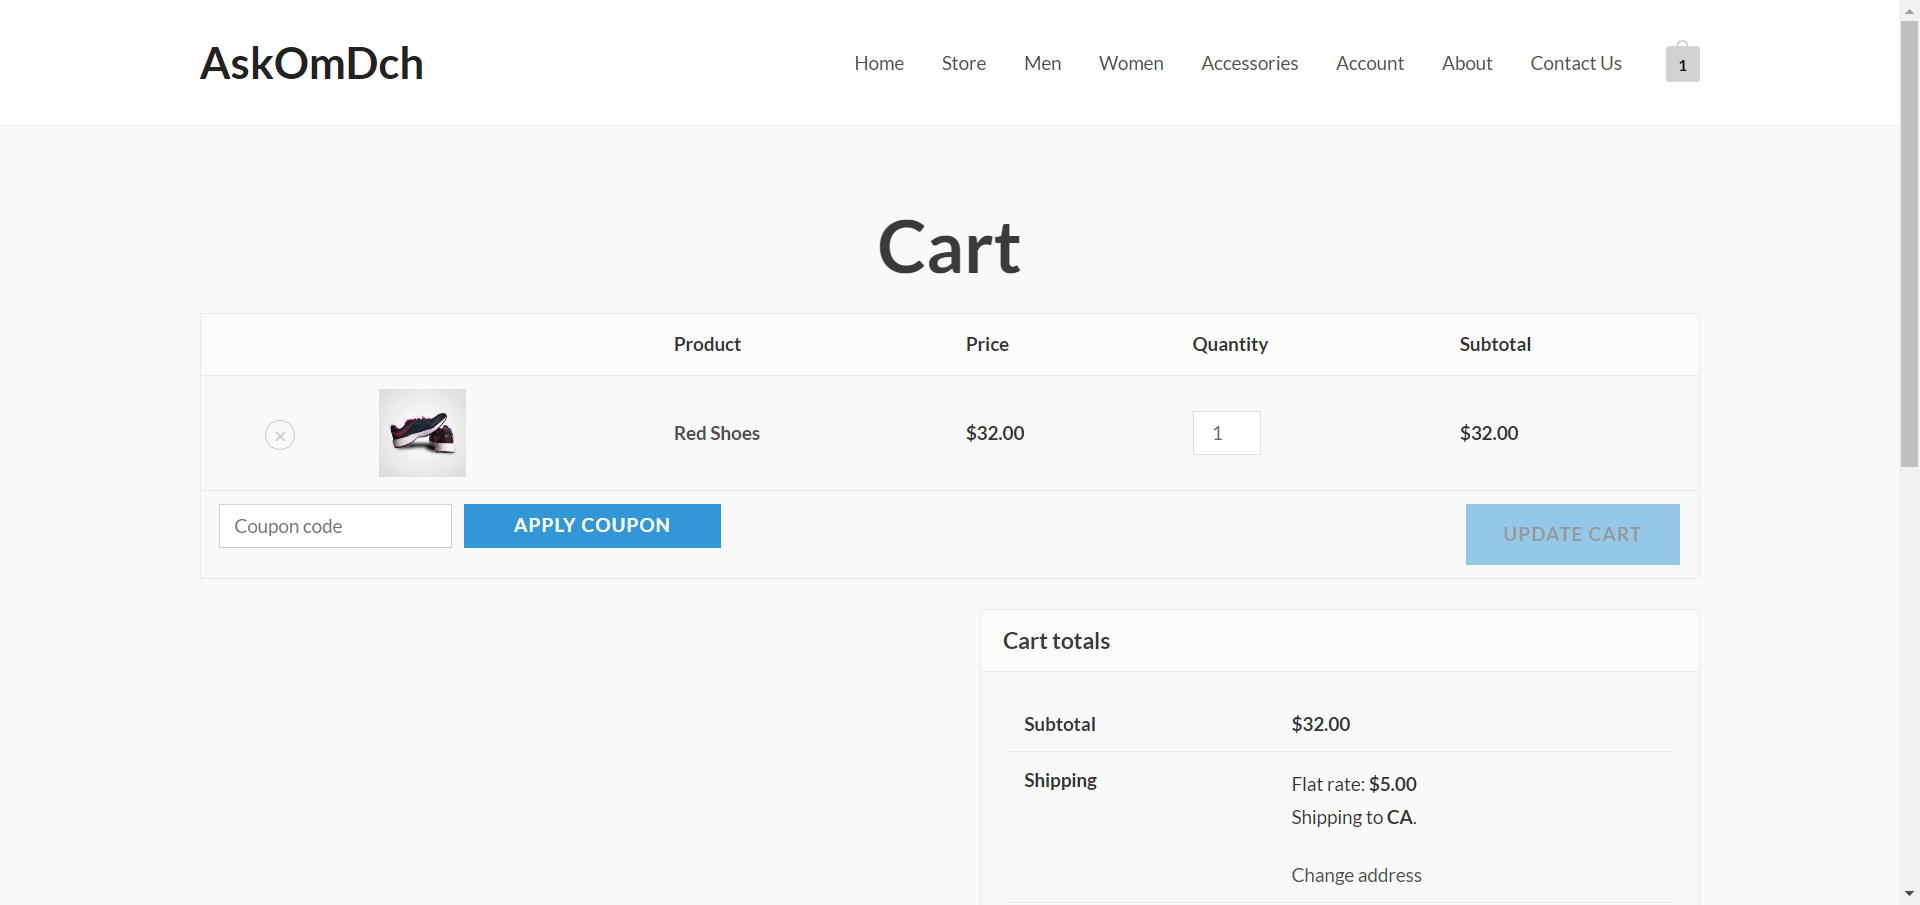 AskOmDch
Home Store Men Women Accessories Account About Contact Us 1
Cart
Product Price Quantity Subtotal
× Red Shoes $32.00 1 $32.00
Coupon code APPLY COUPON UPDATE CART
Cart totals
Subtotal $32.00
Shipping Flat rate: $5.00
Shipping to CA.
Change address